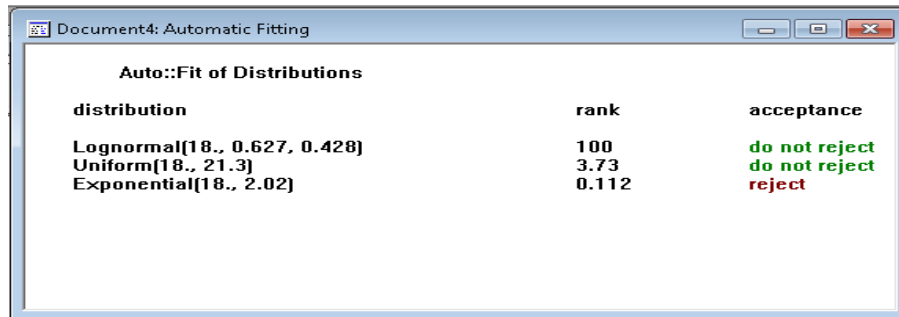 Document4: Automatic Fitting
Auto::Fit of Distributions
distribution rank acceptance
Lognormal(18., 0.627, 0.428) 100 do not reject
Uniform(18., 21.3) 3.73 do not reject
Exponential(18., 2.02) 0.112 reject